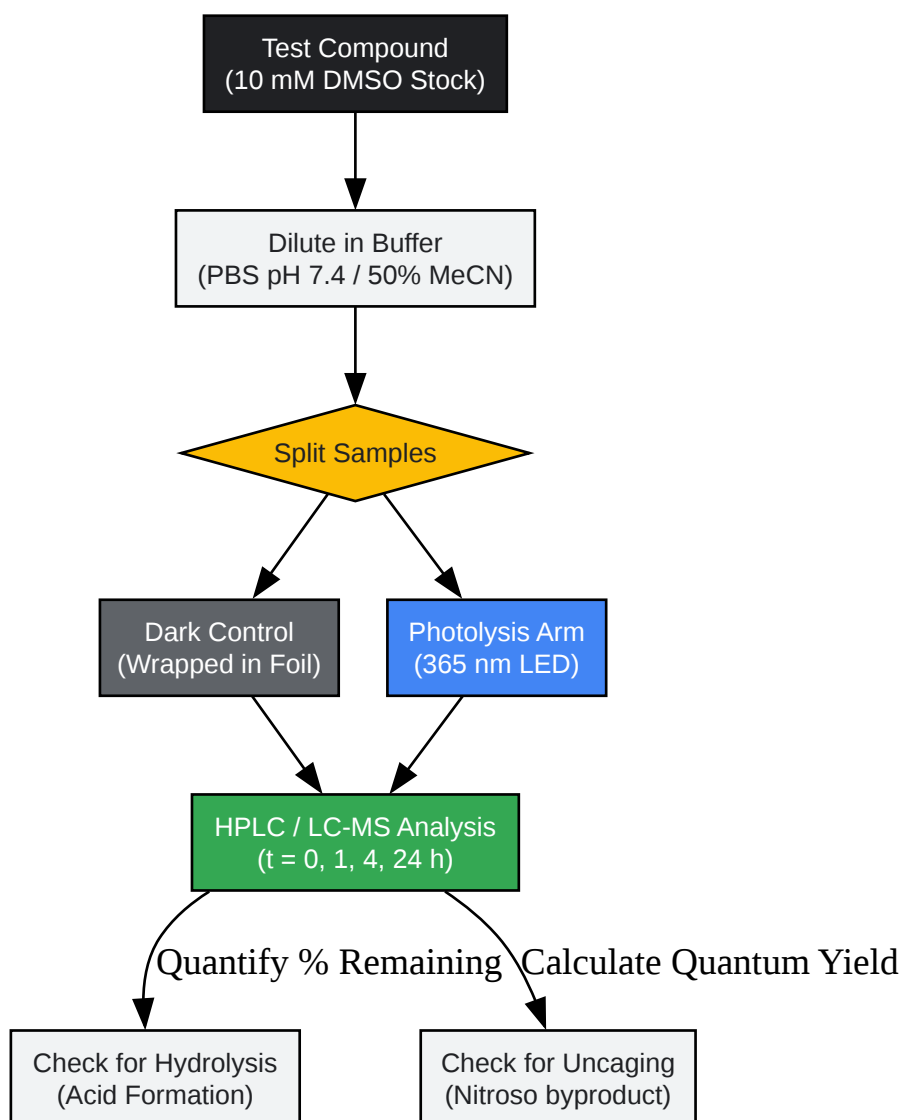 Test Compound
(10 mM DMSO Stock)
Dilute in Buffer
(PBS pH 7.4 / 50% MeCN)
Split Samples
Dark Control
(Wrapped in Foil)
Photolysis Arm
(365 nm LED)
HPLC / LC-MS Analysis
(t = 0, 1, 4, 24 h)
Quantify % Remaining
Calculate Quantum Yield
Check for Hydrolysis
(Acid Formation)
Check for Uncaging
(Nitroso byproduct)